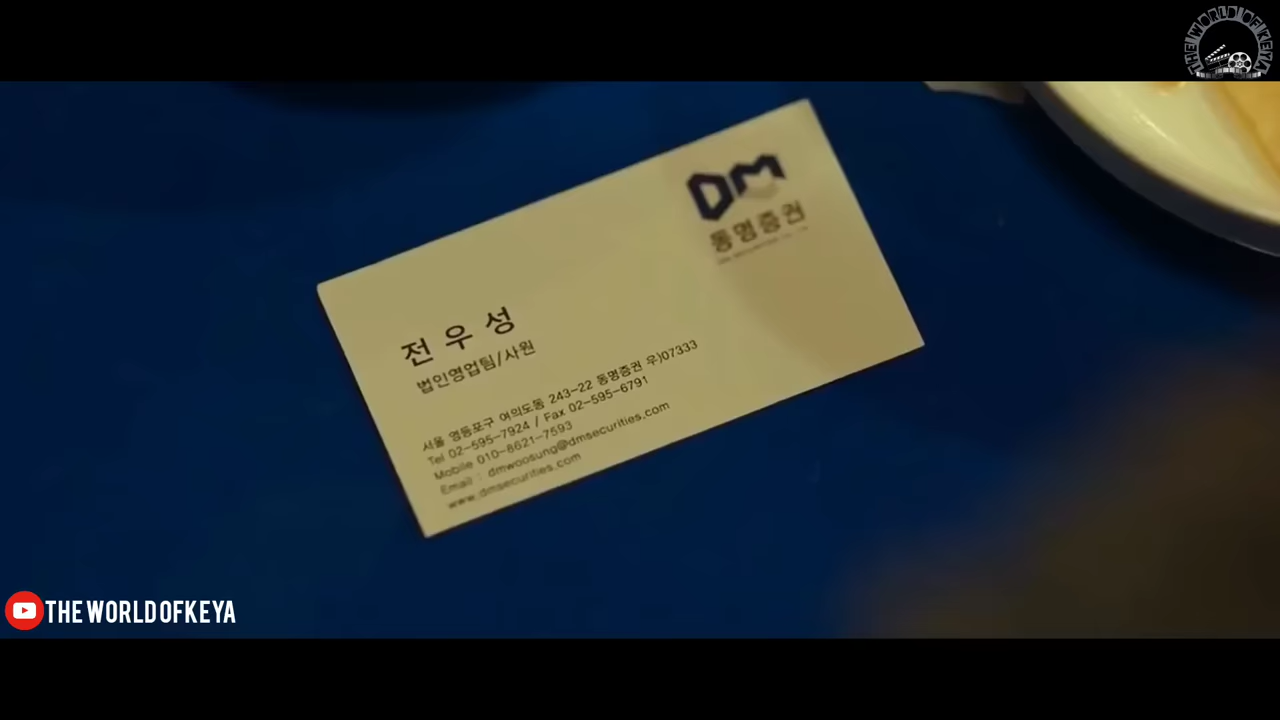 THE WORLD OF KEYA
DM
동명증권
전우성
법인영업팀/사원
서울 영등포구 여의도동 243-22 동명증권 우)07333
Tel 02-595-7924 / Fax 02-595-6791
Mobile 010-8621-7593
Email : dmwoosung@dmsecurities.com
www.dmsecurities.com
THE WORLD OF KEYA